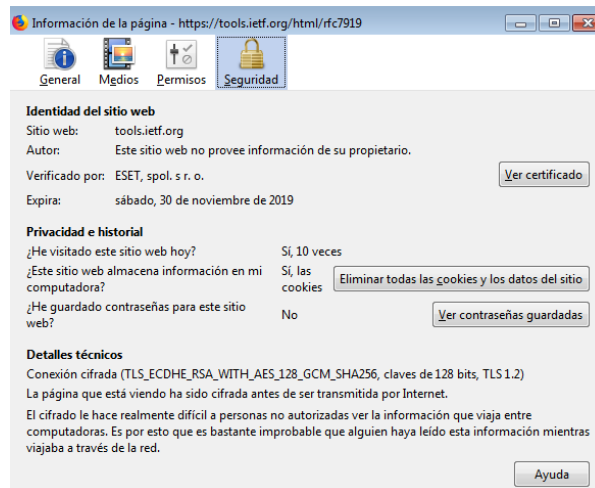 Información de la página - https://tools.ietf.org/html/rfc7919
General Medios Permisos Seguridad
Identidad del sitio web
Sitio web: tools.ietf.org
Autor: Este sitio web no provee información de su propietario.
Verificado por: ESET, spol. s r. o. Ver certificado
Expira: sábado, 30 de noviembre de 2019
Privacidad e historial
¿He visitado este sitio web hoy? Sí, 10 veces
¿Este sitio web almacena información en mi
computadora? Sí, las
cookies Eliminar todas las cookies y los datos del sitio
¿He guardado contraseñas para este sitio
web? No Ver contraseñas guardadas
Detalles técnicos
Conexión cifrada (TLS_ECDHE_RSA_WITH_AES_128_GCM_SHA256, claves de 128 bits, TLS 1.2)
La página que está viendo ha sido cifrada antes de ser transmitida por Internet.
El cifrado le hace realmente difícil a personas no autorizadas ver la información que viaja entre
computadoras. Es por esto que es bastante improbable que alguien haya leído esta información mientras
viajaba a través de la red.
Ayuda